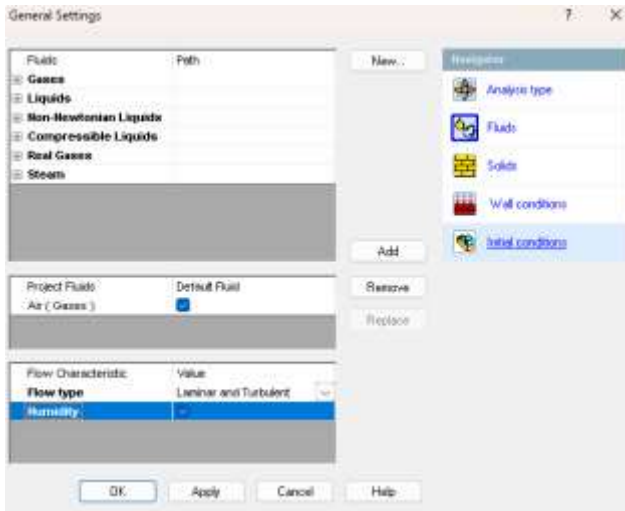 General Settings
?
Fluids Path
New...
Gases
Liquids
Non-Newtonian Liquids
Compressible Liquids
Real Gases
Steam
Add
Project Fluids Default Fluid
Remove
Air ( Gases )
Replace
Flow Characteristic Value
Flow type Laminar and Turbulent
Humidity
OK Apply Cancel Help
Navigator
Analysis type
Fluids
Solids
Wall conditions
Initial conditions